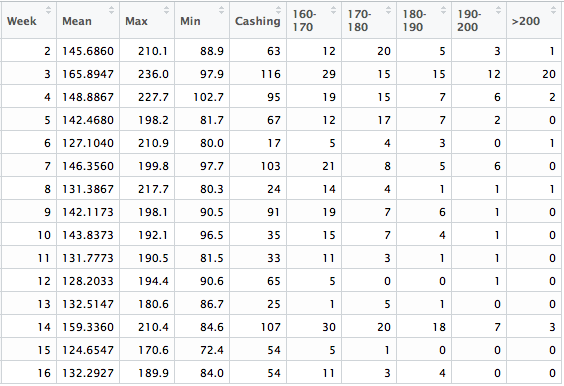 Week Mean Max Min Cashing 160-170 170-180 180-190 190-200 >200
2 145.6860 210.1 88.9 63 12 20 5 3 1
3 165.8947 236.0 97.9 116 29 15 15 12 20
4 148.8867 227.7 102.7 95 19 15 7 6 2
5 142.4680 198.2 81.7 67 12 17 7 2 0
6 127.1040 210.9 80.0 17 5 4 3 0 1
7 146.3560 199.8 97.7 103 21 8 5 6 0
8 131.3867 217.7 80.3 24 14 4 1 1 1
9 142.1173 198.1 90.5 91 19 7 6 1 0
10 143.8373 192.1 96.5 35 15 7 4 1 0
11 131.7773 190.5 81.5 33 11 3 1 1 0
12 128.2033 194.4 90.6 65 5 0 0 1 0
13 132.5147 180.6 86.7 25 1 5 1 0 0
14 159.3360 210.4 84.6 107 30 20 18 7 3
15 124.6547 170.6 72.4 54 5 1 0 0 0
16 132.2927 189.9 84.0 54 11 3 4 0 0